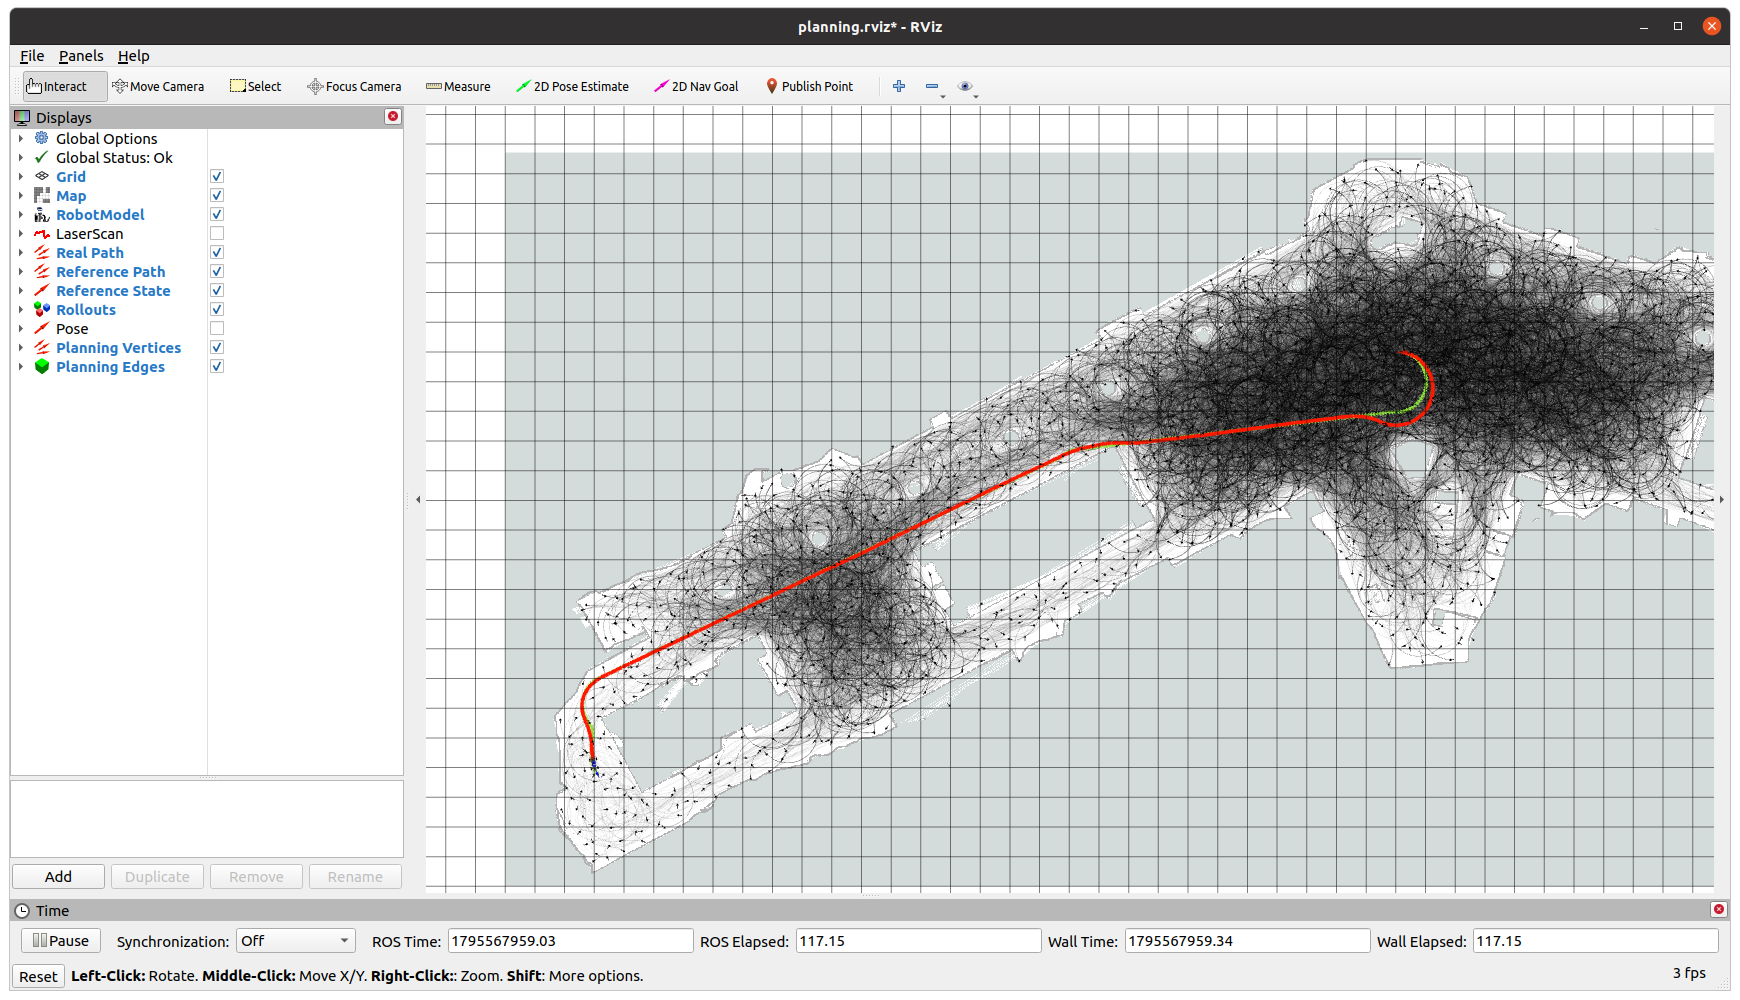 planning.rviz* - RViz
File Panels Help
Interact Move Camera Select Focus Camera Measure 2D Pose Estimate 2D Nav Goal Publish Point
Displays
Global Options
Global Status: Ok
Grid
Map
RobotModel
LaserScan
Real Path
Reference Path
Reference State
Rollouts
Pose
Planning Vertices
Planning Edges
Add Duplicate Remove Rename
Time
Pause Synchronization: Off ROS Time: 1795567959.03 ROS Elapsed: 117.15 Wall Time: 1795567959.34 Wall Elapsed: 117.15
Reset Left-Click: Rotate. Middle-Click: Move X/Y. Right-Click:: Zoom. Shift: More options. 3 fps